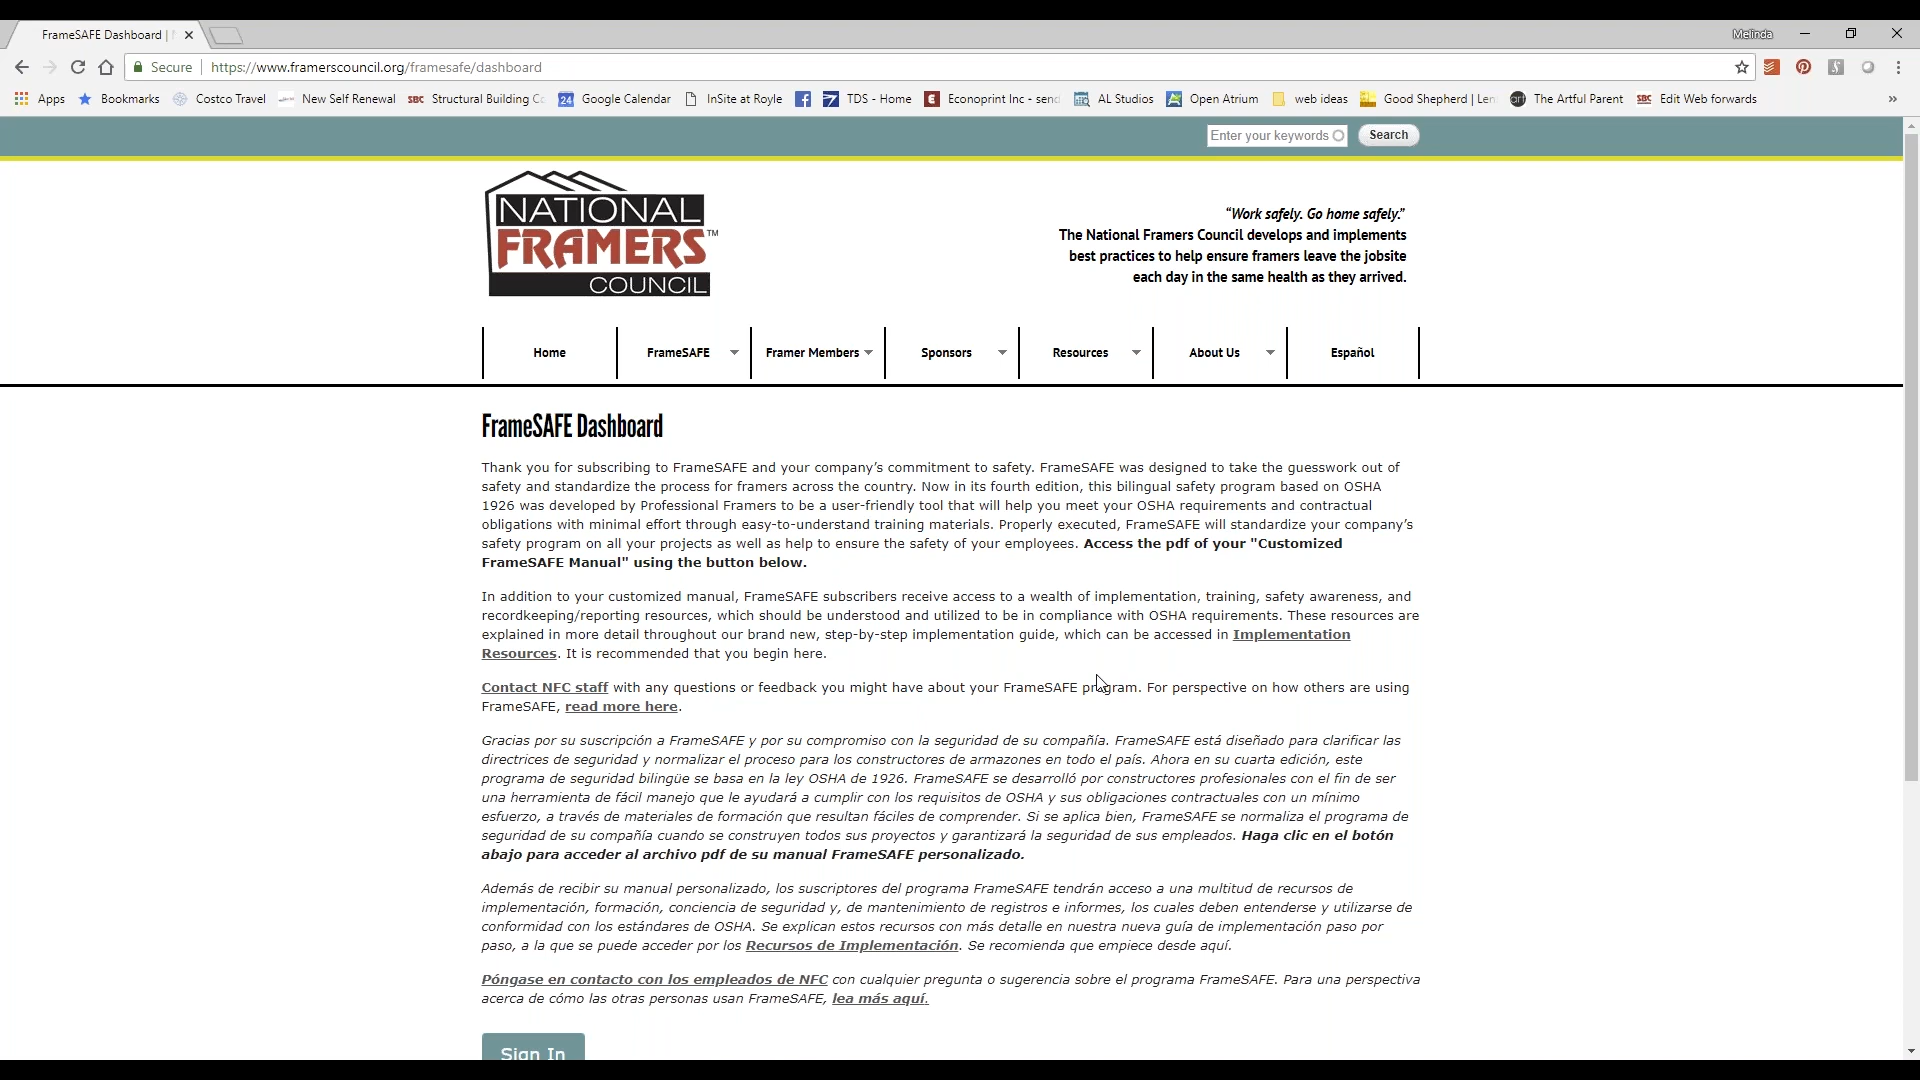 FrameSAFE Dashboard |
Melinda
Secure
https://www.framerscouncil.org/framesafe/dashboard
Apps Bookmarks Costco Travel New Self Renewal SBC Structural Building Google Calendar InSite at Royle TDS - Home Econoprint Inc - send AL Studios Open Atrium web ideas Good Shepherd | The Artful Parent SBC Edit Web forwards »
Enter your keywords Search
NATIONAL
FRAMERS™
COUNCIL
“Work safely. Go home safely.”
The National Framers Council develops and implements
best practices to help ensure framers leave the jobsite
each day in the same health as they arrived.
Home FrameSAFE Framer Members Sponsors Resources About Us Español
FrameSAFE Dashboard
Thank you for subscribing to FrameSAFE and your company’s commitment to safety. FrameSAFE was designed to take the guesswork out of
safety and standardize the process for framers across the country. Now in its fourth edition, this bilingual safety program based on OSHA
1926 was developed by Professional Framers to be a user-friendly tool that will help you meet your OSHA requirements and contractual
obligations with minimal effort through easy-to-understand training materials. Properly executed, FrameSAFE will standardize your company’s
safety program on all your projects as well as help to ensure the safety of your employees. Access the pdf of your "Customized
FrameSAFE Manual" using the button below.
In addition to your customized manual, FrameSAFE subscribers receive access to a wealth of implementation, training, safety awareness, and
recordkeeping/reporting resources, which should be understood and utilized to be in compliance with OSHA requirements. These resources are
explained in more detail throughout our brand new, step-by-step implementation guide, which can be accessed in Implementation
Resources. It is recommended that you begin here.
Contact NFC staff with any questions or feedback you might have about your FrameSAFE program. For perspective on how others are using
FrameSAFE, read more here.
Gracias por su suscripción a FrameSAFE y por su compromiso con la seguridad de su compañía. FrameSAFE está diseñado para clarificar las
directrices de seguridad y normalizar el proceso para los constructores de armazones en todo el país. Ahora en su cuarta edición, este
programa de seguridad bilingüe se basa en la ley OSHA de 1926. FrameSAFE se desarrolló por constructores profesionales con el fin de ser
una herramienta de fácil manejo que le ayudará a cumplir con los requisitos de OSHA y sus obligaciones contractuales con un mínimo
esfuerzo, a través de materiales de formación que resultan fáciles de comprender. Si se aplica bien, FrameSAFE se normaliza el programa de
seguridad de su compañía cuando se construyen todos sus proyectos y garantizará la seguridad de sus empleados. Haga clic en el botón
abajo para acceder al archivo pdf de su manual FrameSAFE personalizado.
Además de recibir su manual personalizado, los suscriptores del programa FrameSAFE tendrán acceso a una multitud de recursos de
implementación, formación, conciencia de seguridad y, de mantenimiento de registros e informes, los cuales deben entenderse y utilizarse de
conformidad con los estándares de OSHA. Se explican estos recursos con más detalle en nuestra nueva guía de implementación paso por
paso, a la que se puede acceder por los Recursos de Implementación. Se recomienda que empiece desde aquí.
Póngase en contacto con los empleados de NFC con cualquier pregunta o sugerencia sobre el programa FrameSAFE. Para una perspectiva
acerca de cómo las otras personas usan FrameSAFE, lea más aquí.
Sign In